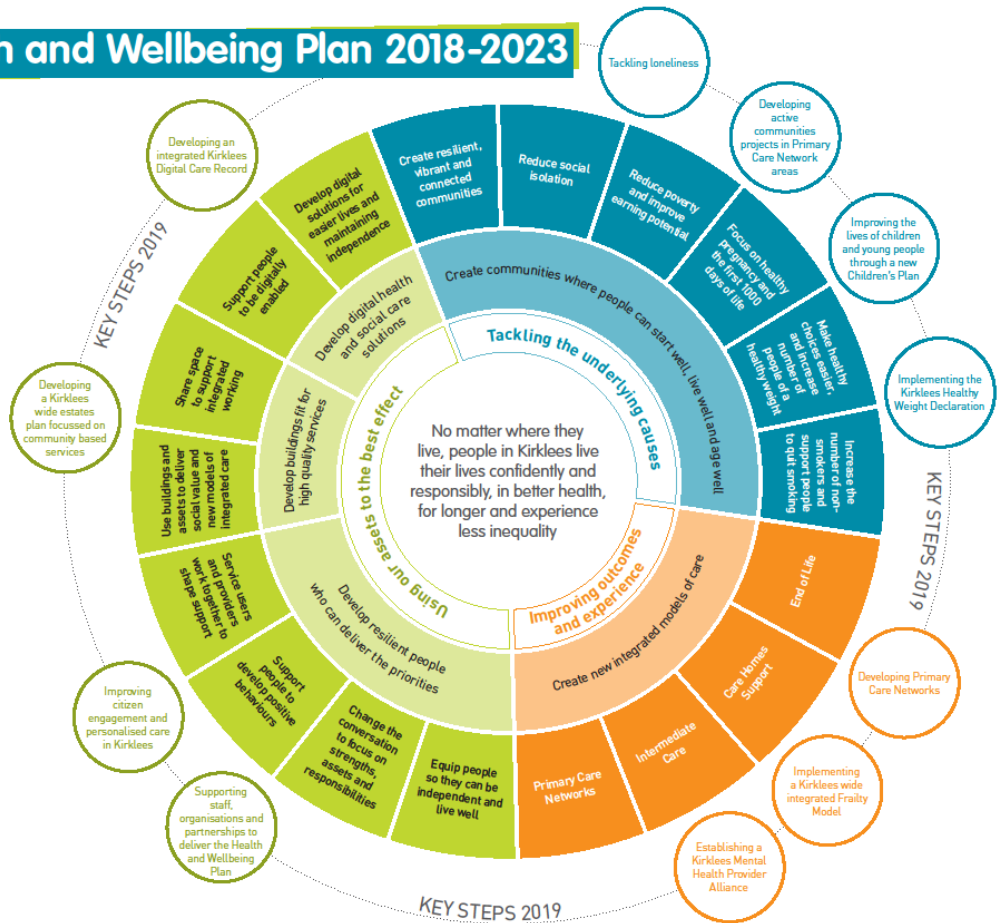 n and Wellbeing Plan 2018-2023
Tackling loneliness
Developing
active
communities
projects in Primary
Care Network
areas
Improving the
lives of children
and young people
through a new
Children's Plan
Implementing the
Kirklees Healthy
Weight Declaration
KEY STEPS 2019
Developing Primary
Care Networks
Implementing
a Kirklees wide
integrated Frailty
Model
Establishing a
Kirklees Mental
Health Provider
Alliance
KEY STEPS 2019
Supporting
staff,
organisations and
partnerships to
deliver the Health
and Wellbeing
Plan
Improving
citizen
engagement and
personalised care
in Kirklees
Developing
a Kirklees
wide estates
plan focussed on
community based
services
KEY STEPS 2019
Developing an
integrated Kirklees
Digital Care Record
Create resilient,
vibrant and
connected
communities
Reduce social
isolation
Reduce poverty
and improve
earning potential
Focus on healthy
pregnancy and
the first 1000
days of life
Make healthy
choices easier,
and increase
number of
people of a
healthy weight
Increase the
number of non-
smokers and
support people
to quit smoking
End of Life
Care Homes
Support
Intermediate
Care
Primary Care
Networks
Equip people
so they can be
independent and
live well
Change the
conversation
to focus on
strengths,
assets and
responsibilities
Support
people to
develop positive
behaviours
Service users
and providers
work together to
shape support
Use buildings and
assets to deliver
social value and
new models of
integrated care
Share space
to support
integrated
working
Support people
to be digitally
enabled
Develop digital
solutions for
easier lives and
maintaining
independence
Create communities where people can start well, live well and age well
Create new integrated models of care
Develop resilient people
who can deliver the priorities
Develop buildings fit for
high quality services
Develop digital health
and social care
solutions
Tackling the underlying causes
Improving outcomes
and experience
Using our assets to the best effect
No matter where they
live, people in Kirklees live
their lives confidently and
responsibly, in better health,
for longer and experience
less inequality